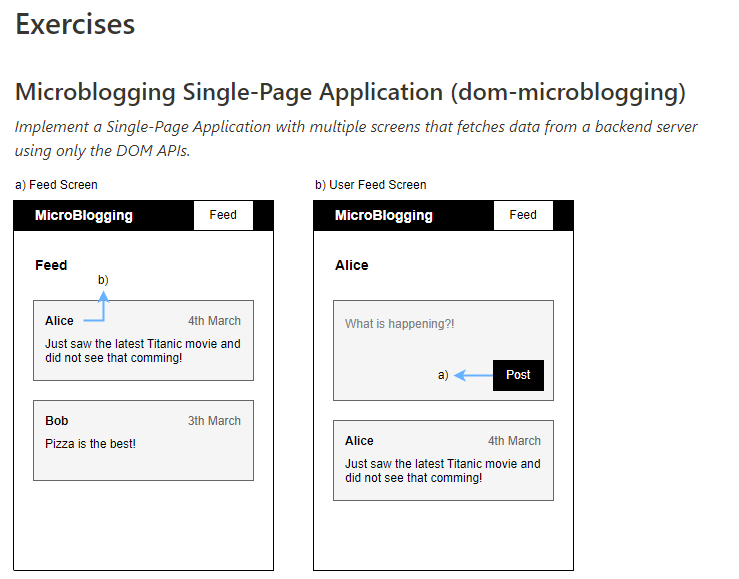 Exercises
Microblogging Single-Page Application (dom-microblogging)
Implement a Single-Page Application with multiple screens that fetches data from a backend server
using only the DOM APIs.
a) Feed Screen
MicroBlogging
Feed
Feed
b)
Alice
4th March
Just saw the latest Titanic movie and
did not see that comming!
Bob
3th March
Pizza is the best!
b) User Feed Screen
MicroBlogging
Feed
Alice
What is happening?!
a)
Post
Alice
4th March
Just saw the latest Titanic movie and
did not see that comming!